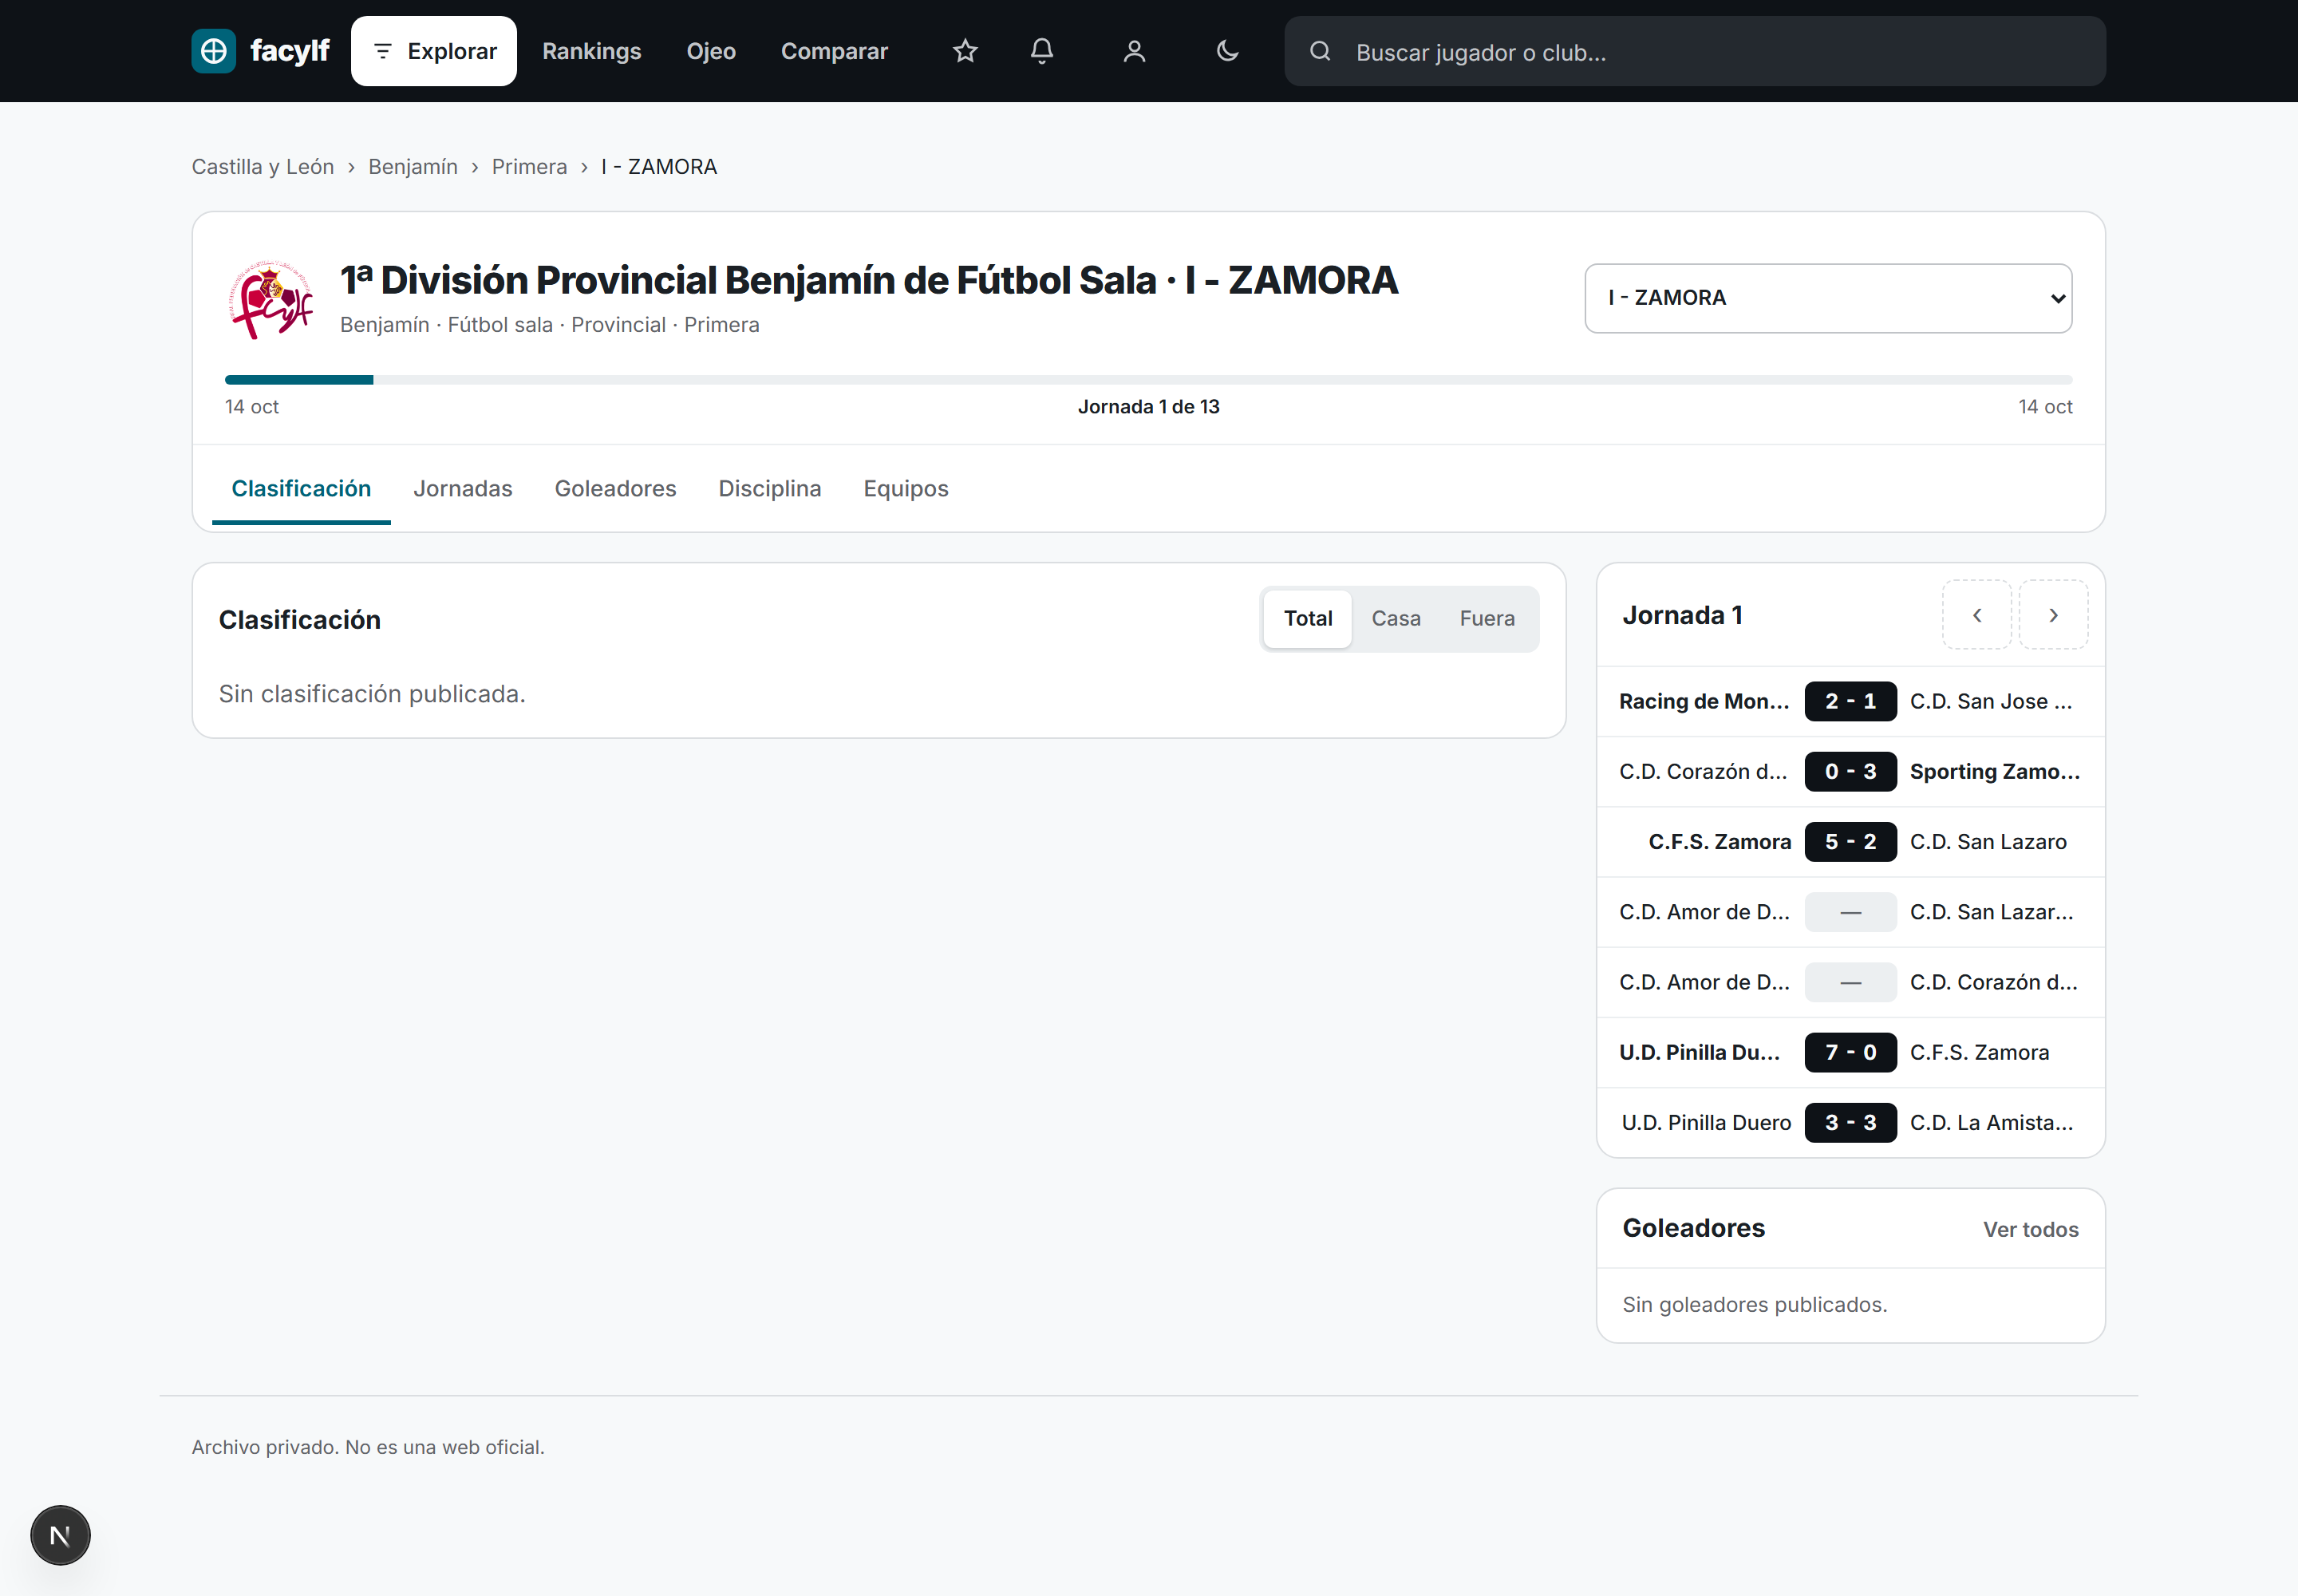 facylf
Explorar
Rankings
Ojeo
Comparar
Buscar jugador o club...
Castilla y León › Benjamín › Primera › I - ZAMORA
1ª División Provincial Benjamín de Fútbol Sala · I - ZAMORA
Benjamín · Fútbol sala · Provincial · Primera
I - ZAMORA
14 oct
Jornada 1 de 13
14 oct
Clasificación
Jornadas
Goleadores
Disciplina
Equipos
Clasificación
Total
Casa
Fuera
Sin clasificación publicada.
Jornada 1
‹ ›
Racing de Mon... 2 - 1 C.D. San Jose ...
C.D. Corazón d... 0 - 3 Sporting Zamo...
C.F.S. Zamora 5 - 2 C.D. San Lazaro
C.D. Amor de D... — C.D. San Lazar...
C.D. Amor de D... — C.D. Corazón d...
U.D. Pinilla Du... 7 - 0 C.F.S. Zamora
U.D. Pinilla Duero 3 - 3 C.D. La Amista...
Goleadores
Ver todos
Sin goleadores publicados.
Archivo privado. No es una web oficial.
N